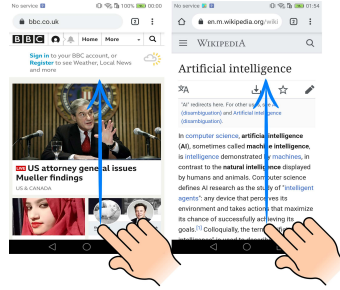 No service
100% 00:00
bbc.co.uk
BBC Home More
Sign in to your BBC account, or
Register to see Weather, Local News
and more
LIVE US attorney general issues
Mueller findings
US & CANADA
No service
01:54
en.m.wikipedia.org/wiki
WIKIPEDIA
Artificial intelligence
"AI" redirects here. For other uses, see AI
(disambiguation) and Artificial intelligence
(disambiguation).
In computer science, artificial intelligence
(AI), sometimes called machine intelligence,
is intelligence demonstrated by machines, in
contrast to the natural intelligence displayed
by humans and animals. Computer science
defines AI research as the study of "intelligent
agents": any device that perceives its
environment and takes actions that maximize
its chance of successfully achieving its
goals.[1] Colloquially, the term